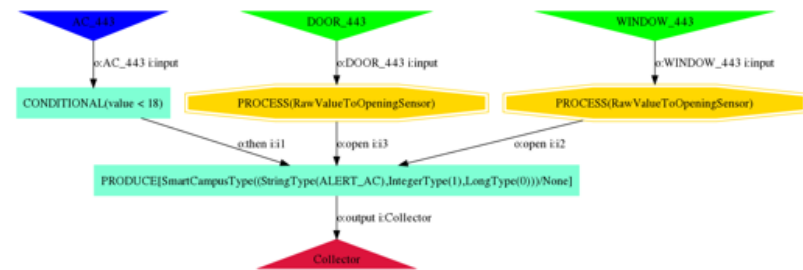 AC_443 DOOR_443 WINDOW_443
o:AC_443 i:input o:DOOR_443 i:input o:WINDOW_443 i:input
CONDITIONAL(value < 18) PROCESS(RawValueToOpeningSensor) PROCESS(RawValueToOpeningSensor)
o:then i:i1 o:open i:i3 o:open i:i2
PRODUCE[SmartCampusType((StringType(ALERT_AC),IntegerType(1),LongType(0)))/None]
o:output i:Collector
Collector